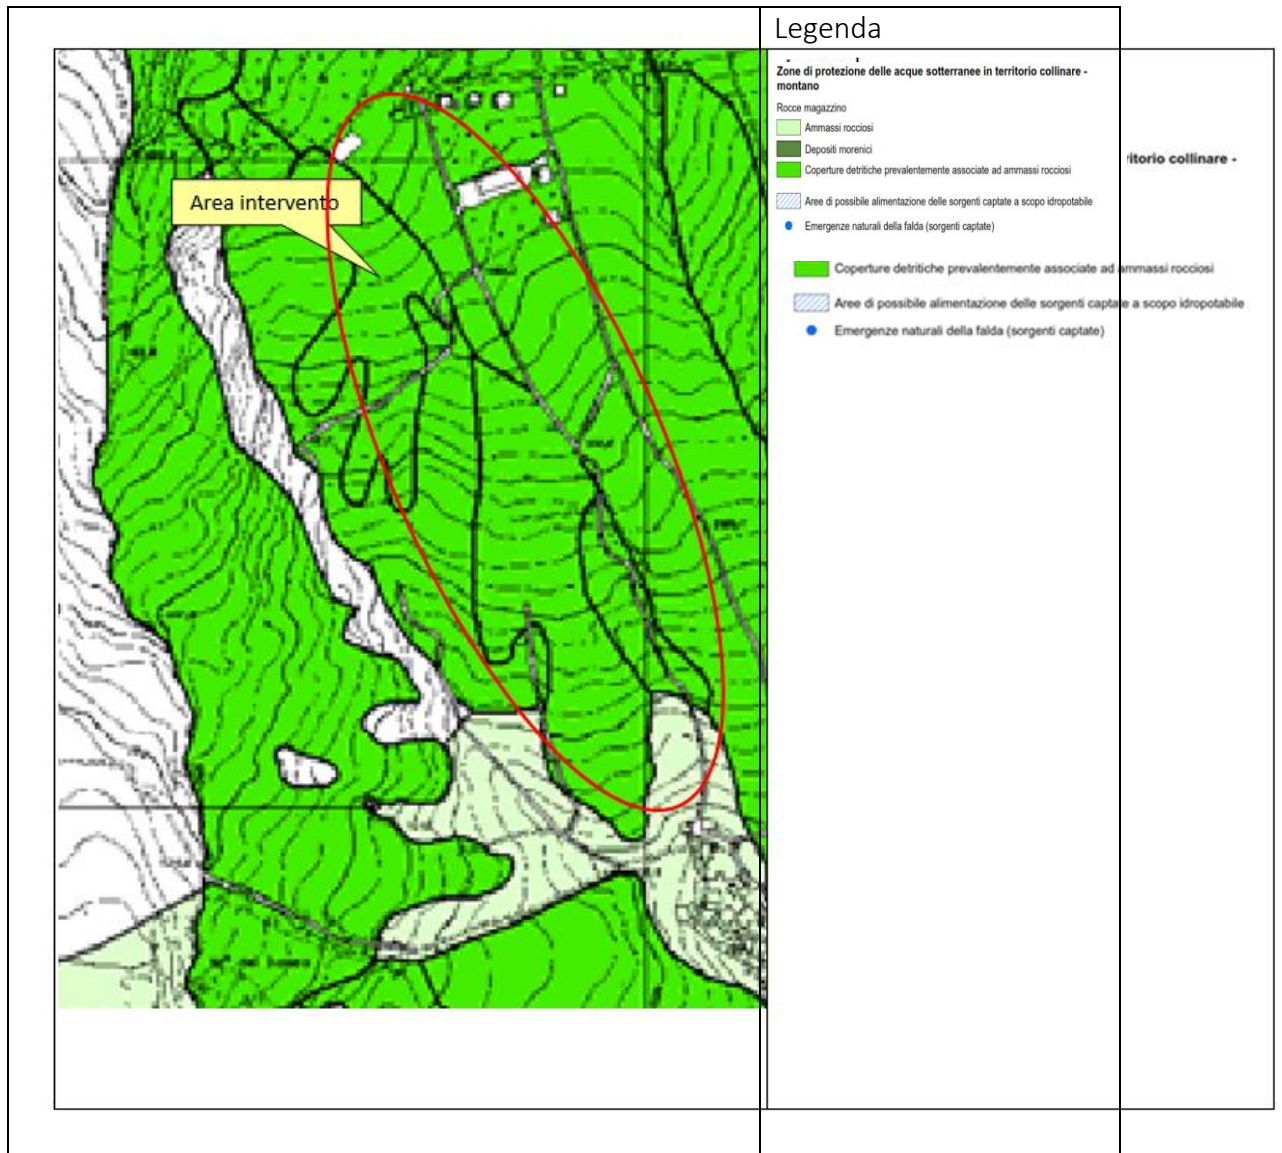 Legenda
Zone di protezione delle acque sotterranee in territorio collinare -
montano
Rocce magazzino
Ammassi rocciosi
Depositi morenici
Coperture detritiche prevalentemente associate ad ammassi rocciosi
Aree di possibile alimentazione delle sorgenti captate a scopo idropotabile
Emergenze naturali della falda (sorgenti captate)
collinare -
Coperture detritiche prevalentemente associate ad ammassi rocciosi
Aree di possibile alimentazione delle sorgenti captate a scopo idropotabile
Emergenze naturali della falda (sorgenti captate)
Area intervento